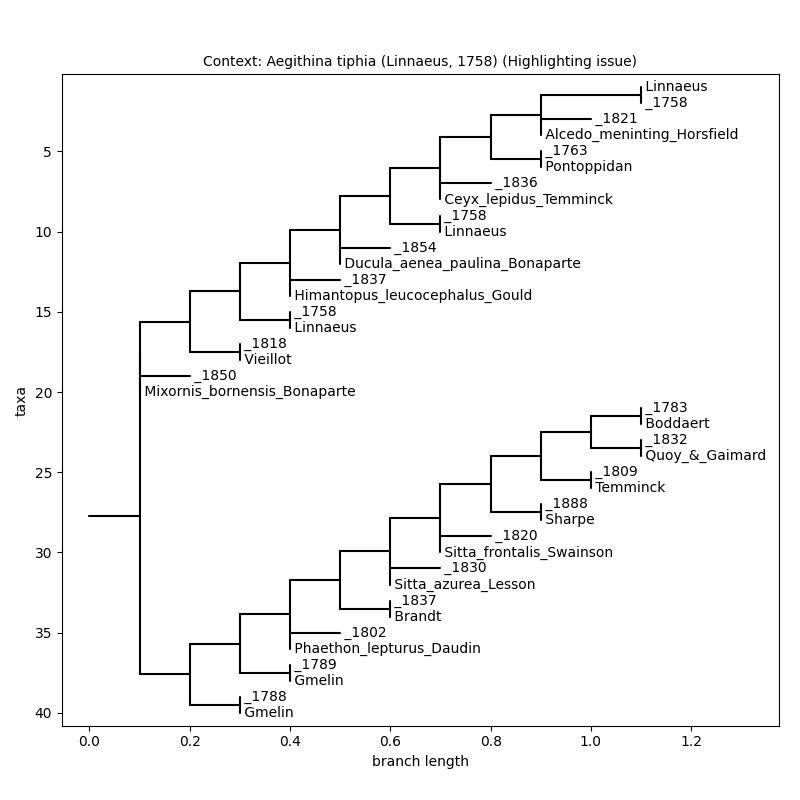 Context: Aegithina tiphia (Linnaeus, 1758) (Highlighting issue)
Linnaeus
_1758
_1821
Alcedo_meninting_Horsfield
_1763
Pontoppidan
_1836
Ceyx_lepidus_Temminck
_1758
Linnaeus
_1854
Ducula_aenea_paulina_Bonaparte
_1837
Himantopus_leucocephalus_Gould
_1758
Linnaeus
_1818
Vieillot
_1850
Mixornis_bornensis_Bonaparte
_1783
Boddaert
_1832
Quoy_&_Gaimard
_1809
Temminck
_1888
Sharpe
_1820
Sitta_frontalis_Swainson
_1830
Sitta_azurea_Lesson
_1837
Brandt
_1802
Phaethon_lepturus_Daudin
_1789
Gmelin
_1788
Gmelin
5
10
15
20
25
30
35
40
taxa
0.0 0.2 0.4 0.6 0.8 1.0 1.2
branch length